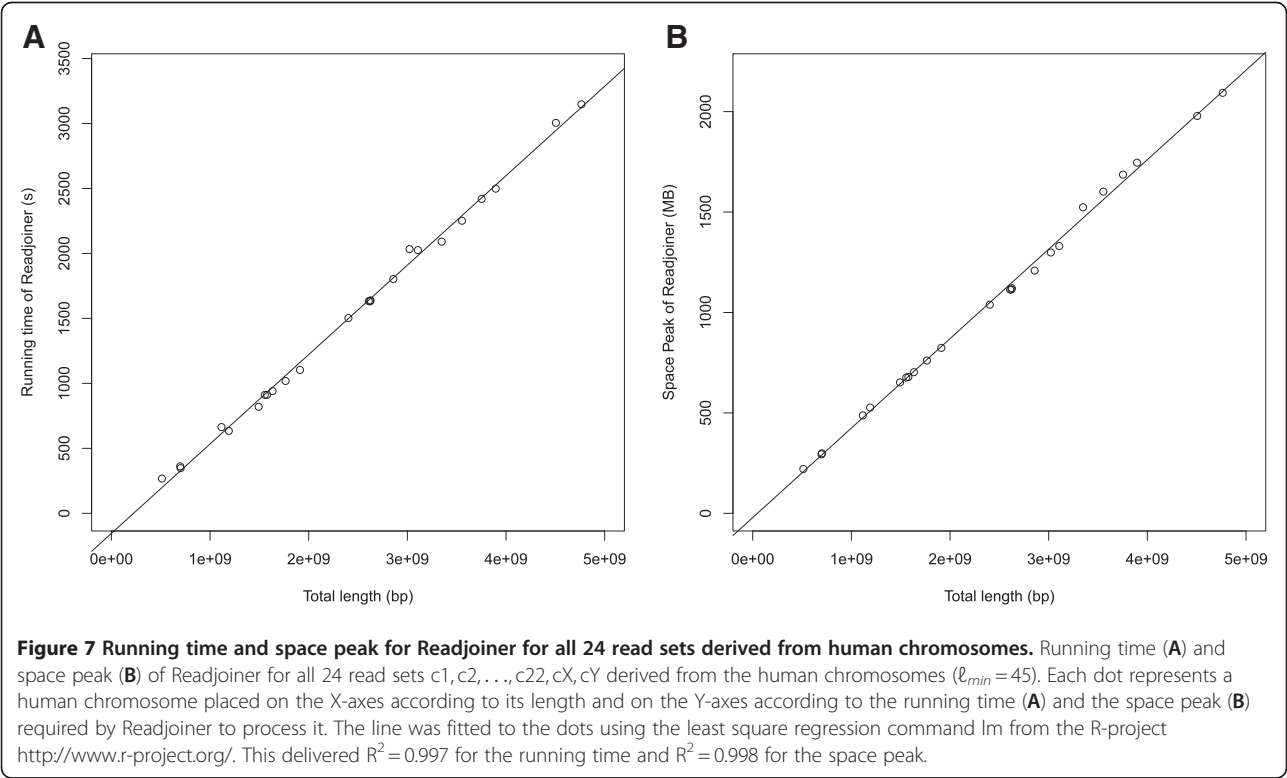 A
B
3500
3000
2500
2000
1500
1000
500
0
Running time of Readjoiner (s)
0e+00 1e+09 2e+09 3e+09 4e+09 5e+09
Total length (bp)
2000
1500
1000
500
0
Space Peak of Readjoiner (MB)
0e+00 1e+09 2e+09 3e+09 4e+09 5e+09
Total length (bp)
Figure 7 Running time and space peak for Readjoiner for all 24 read sets derived from human chromosomes. Running time (A) and
space peak (B) of Readjoiner for all 24 read sets c1, c2, . . ., c22, cX, cY derived from the human chromosomes (ℓmin = 45). Each dot represents a
human chromosome placed on the X-axes according to its length and on the Y-axes according to the running time (A) and the space peak (B)
required by Readjoiner to process it. The line was fitted to the dots using the least square regression command lm from the R-project
http://www.r-project.org/. This delivered R² = 0.997 for the running time and R² = 0.998 for the space peak.